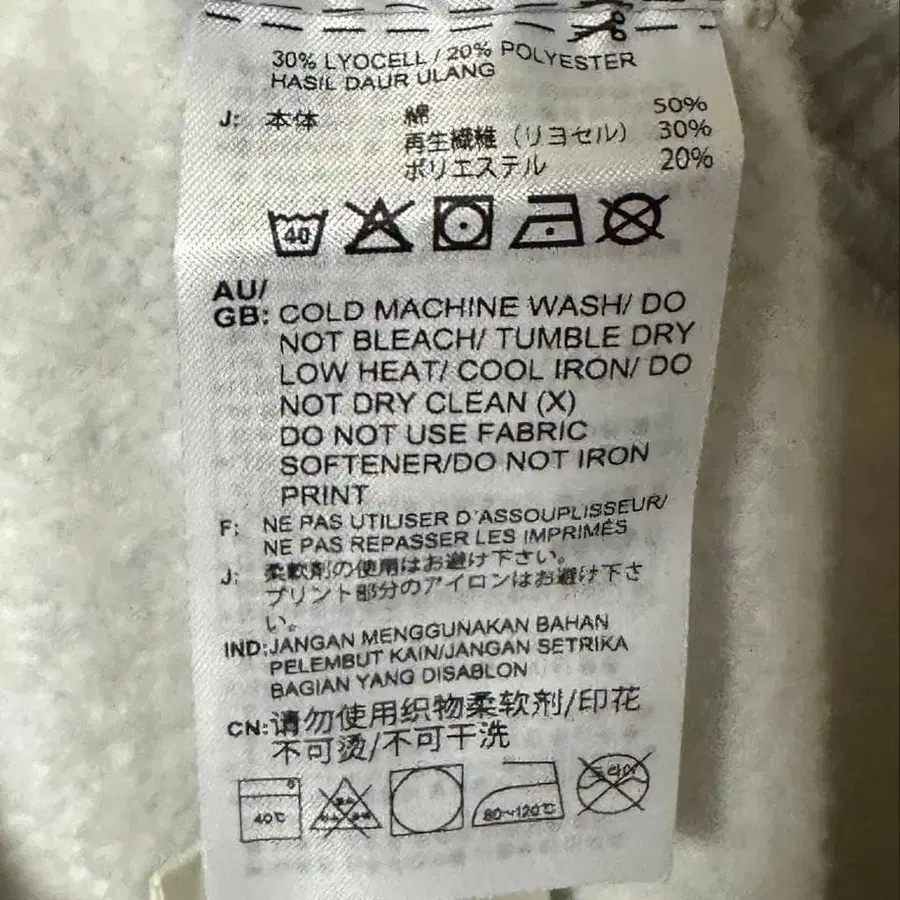 30% LYOCELL / 20% POLYESTER
HASIL DAUR ULANG
J: 本体 綿 50%
再生繊維（リヨセル） 30%
ポリエステル 20%
40
AU/
GB: COLD MACHINE WASH/ DO
NOT BLEACH/ TUMBLE DRY
LOW HEAT/ COOL IRON/ DO
NOT DRY CLEAN (X)
DO NOT USE FABRIC
SOFTENER/DO NOT IRON
PRINT
F: NE PAS UTILISER D'ASSOUPLISSEUR/
NE PAS REPASSER LES IMPRIMÉS
J: 柔軟剤の使用はお避け下さい。
プリント部分のアイロンはお避け下さ
い。
IND:JANGAN MENGGUNAKAN BAHAN
PELEMBUT KAIN/JANGAN SETRIKA
BAGIAN YANG DISABLON
CN:请勿使用织物柔软剂/印花
不可烫/不可干洗
40℃ 80~120℃ 드라이